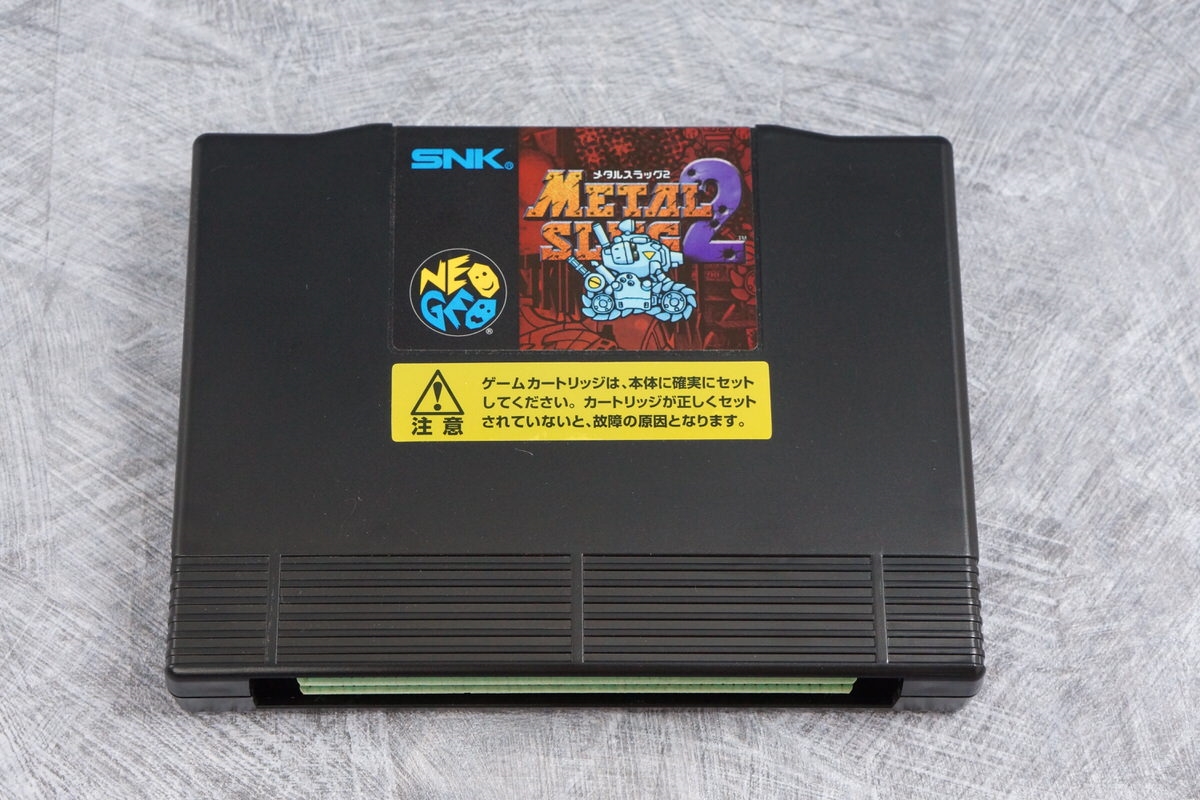 SNK®
メタルスラッグ2
METAL
SLUG 2™
NEO
GEO®
注意
ゲームカートリッジは、本体に確実にセット
してください。カートリッジが正しくセット
されていないと、故障の原因となります。